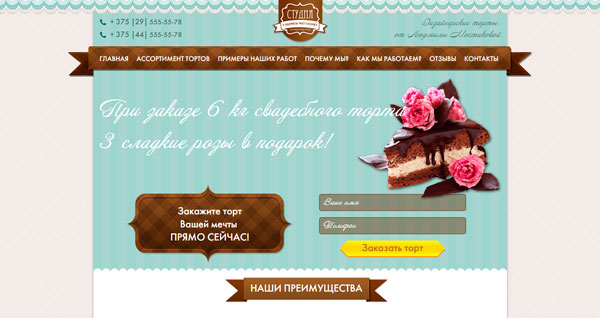 + 375 |29| 555-55-78
+ 375 |44| 555-55-78
СТУДИЯ
Дизайнерские торты
от Людмилы Мостиковой
ГЛАВНАЯ АССОРТИМЕНТ ТОРТОВ ПРИМЕРЫ НАШИХ РАБОТ ПОЧЕМУ МЫ? КАК МЫ РАБОТАЕМ? ОТЗЫВЫ КОНТАКТЫ
При заказе 6 кг свадебного торта
3 сладкие розы в подарок!
Закажите торт
Вашей мечты
ПРЯМО СЕЙЧАС!
Ваше имя
Телефон
Заказать торт
НАШИ ПРЕИМУЩЕСТВА